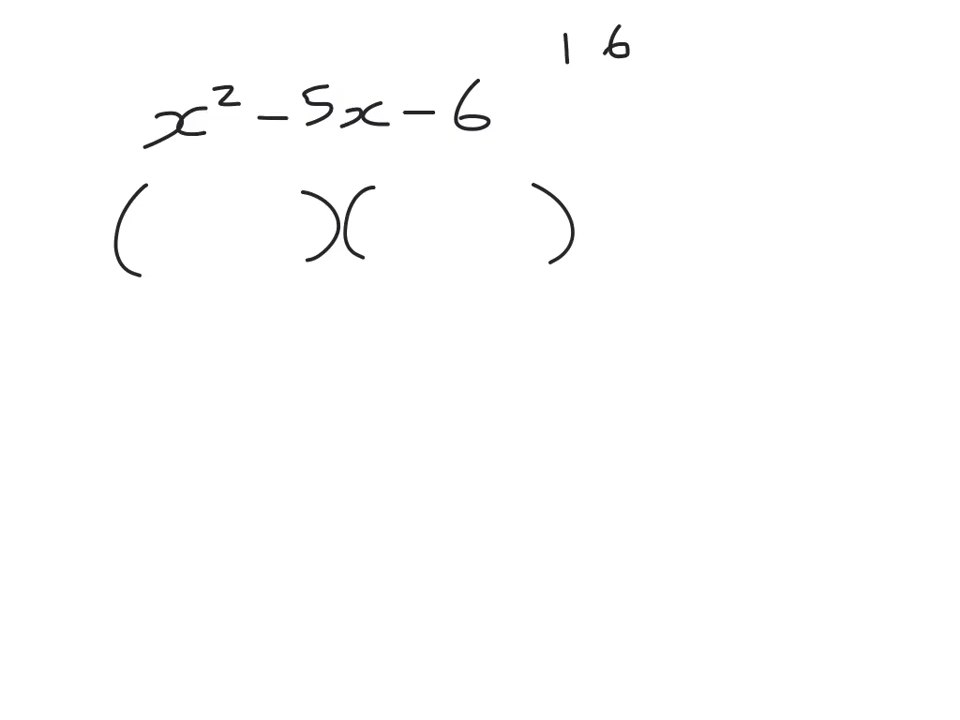 1 6
x² - 5x - 6
( )( )